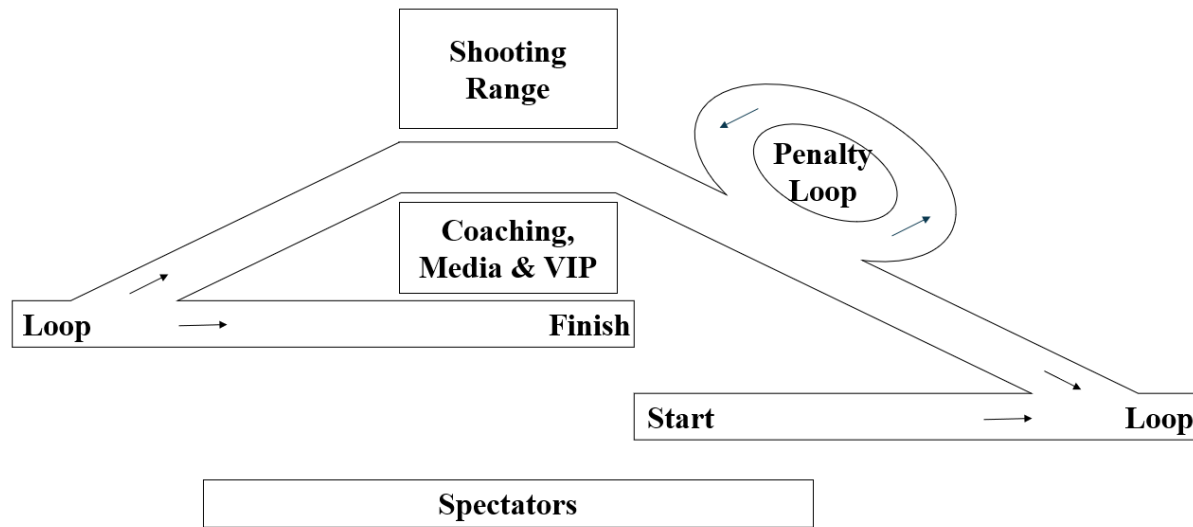 Shooting
Range
Penalty
Loop
Coaching,
Media & VIP
Loop
Finish
Start
Loop
Spectators